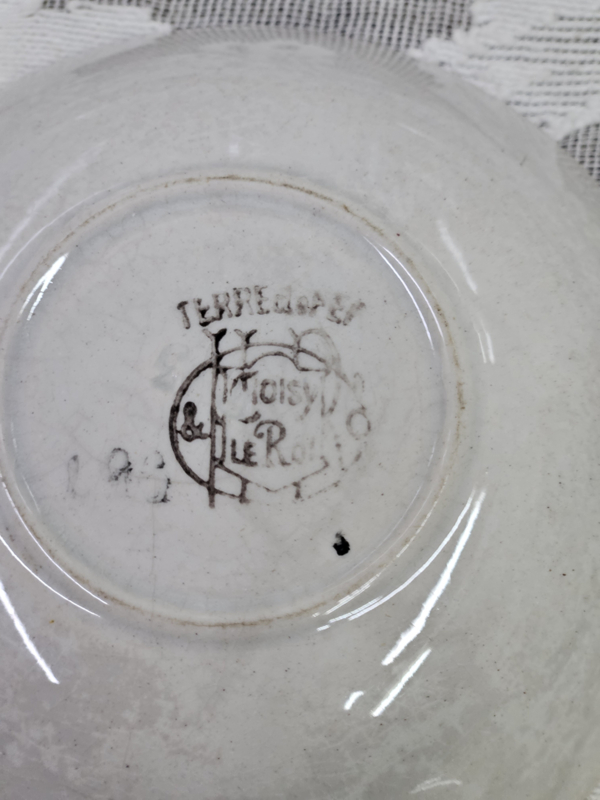 TERRE de FER
Choisy
&
LE Roi